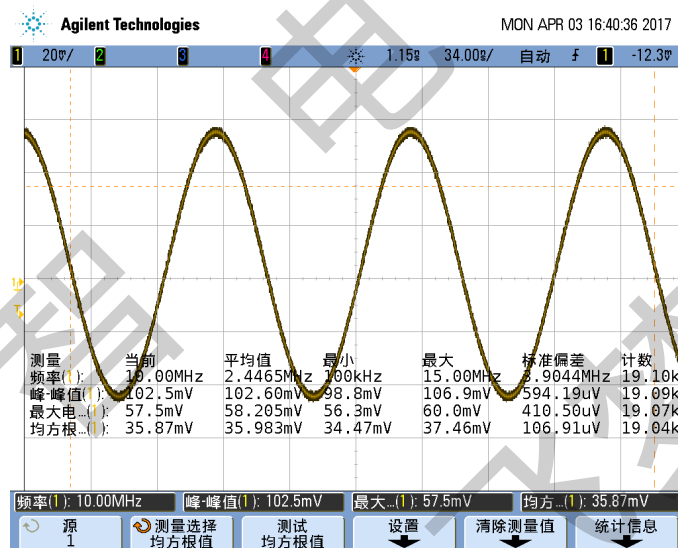 Agilent Technologies
MON APR 03 16:40:36 2017
1 20mV/ 2 3 4 1.15s 34.00s/ 自动 1 -12.3V
测量 当前 平均值 最小 最大 标准偏差 计数
频率(1): 10.00MHz 2.4465MHz 100kHz 15.00MHz 3.9044MHz 19.10k
峰-峰值(1): 102.5mV 102.60mV 98.8mV 106.9mV 594.19uV 19.09k
最大电…(1): 57.5mV 58.205mV 56.3mV 60.0mV 410.50uV 19.07k
均方根…(1): 35.87mV 35.983mV 34.47mV 37.46mV 106.91uV 19.04k
频率(1): 10.00MHz 峰-峰值(1): 102.5mV 最大…(1): 57.5mV 均方…(1): 35.87mV
源 测量选择 测试 设置 清除测量值 统计信息
1 均方根值 均方根值
智
电